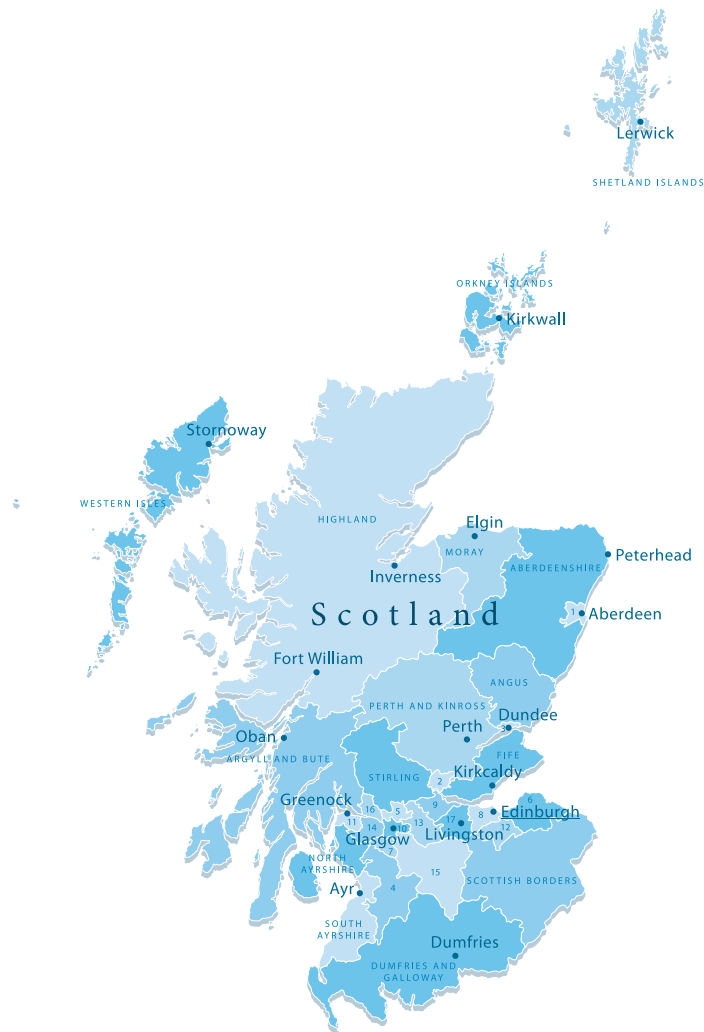 Lerwick
SHETLAND ISLANDS
ORKNEY ISLANDS
Kirkwall
Stornoway
WESTERN ISLES
HIGHLAND
Elgin
MORAY
Peterhead
ABERDEENSHIRE
Inverness
Scotland
1
Aberdeen
Fort William
ANGUS
PERTH AND KINROSS
Dundee
Perth
3
Oban
ARGYLL AND BUTE
FIFE
STIRLING
Kirkcaldy
2
Greenock
16
9
6
5
Edinburgh
11
14
10
13
17
8
12
Glasgow
Livingston
7
NORTH
AYRSHIRE
15
4
SCOTTISH BORDERS
Ayr
SOUTH
AYRSHIRE
Dumfries
DUMFRIES AND
GALLOWAY